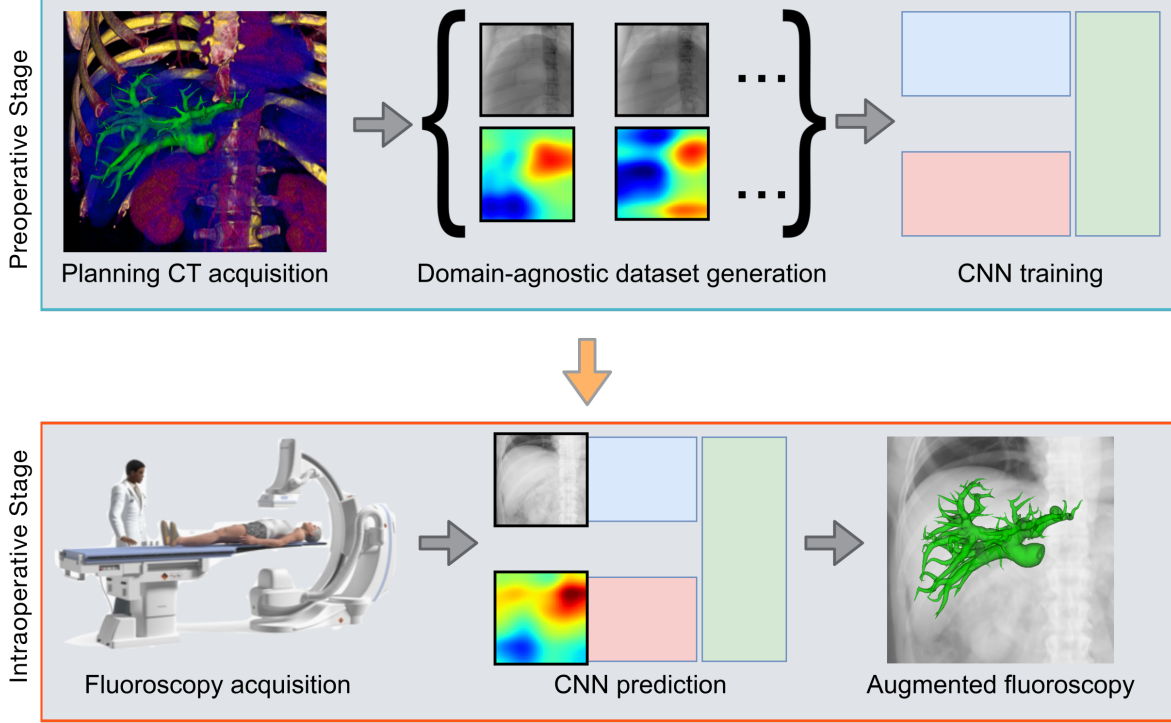 Preoperative Stage
Planning CT acquisition
Domain-agnostic dataset generation
CNN training
Intraoperative Stage
Fluoroscopy acquisition
CNN prediction
Augmented fluoroscopy